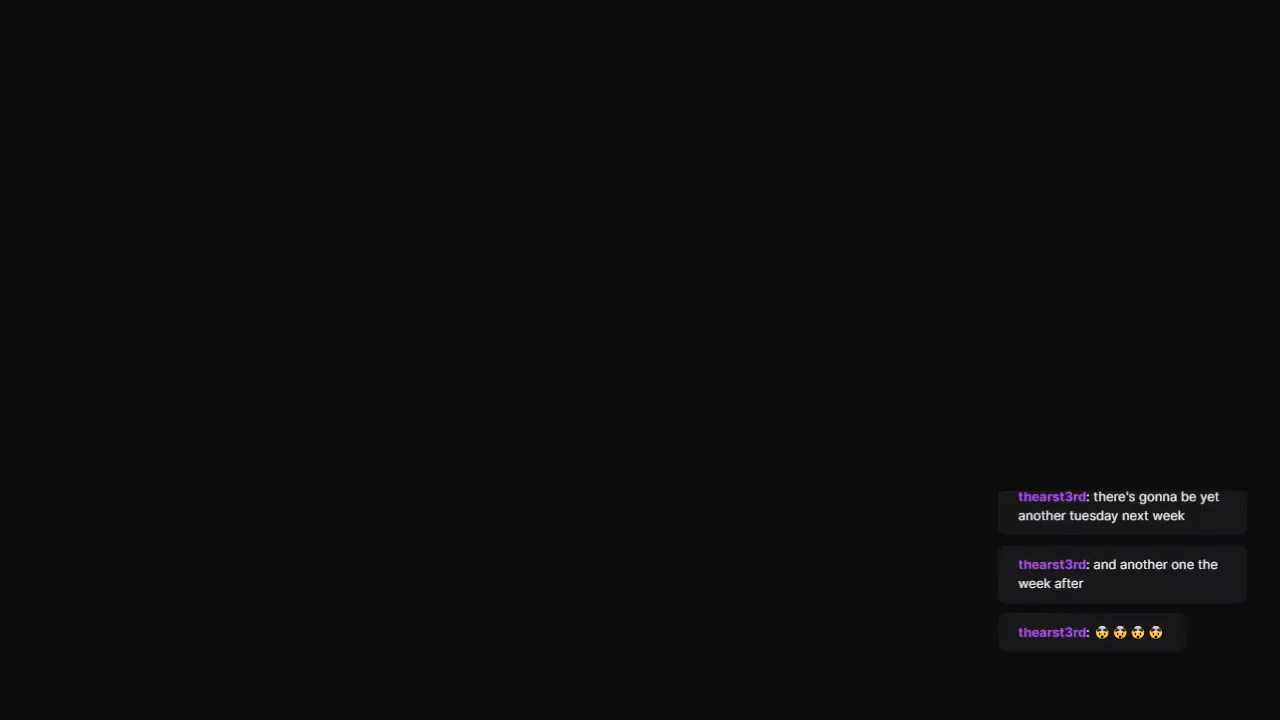 thearst3rd: there's gonna be yet
another tuesday next week
thearst3rd: and another one the
week after
thearst3rd: 🤯🤯🤯🤯